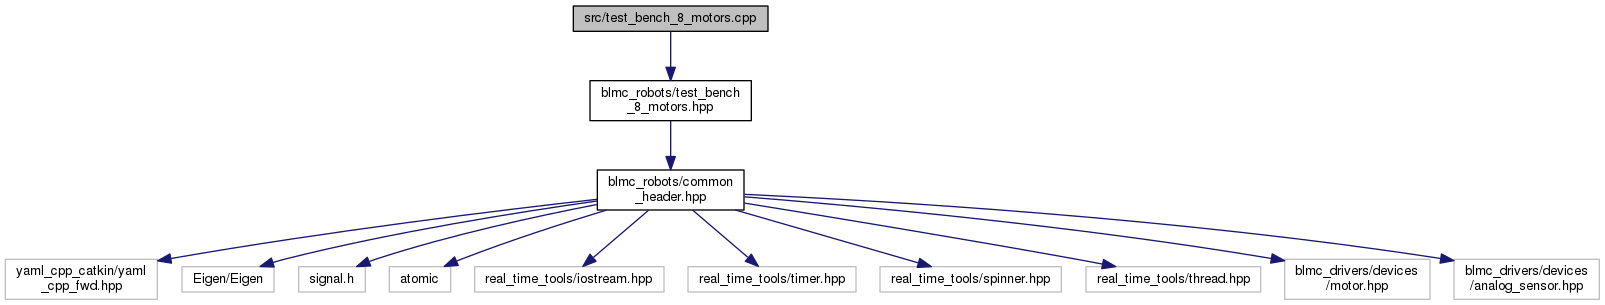 src/test_bench_8_motors.cpp
blmc_robots/test_bench
_8_motors.hpp
blmc_robots/common
_header.hpp
yaml_cpp_catkin/yaml
_cpp_fwd.hpp
Eigen/Eigen
signal.h
atomic
real_time_tools/iostream.hpp
real_time_tools/timer.hpp
real_time_tools/spinner.hpp
real_time_tools/thread.hpp
blmc_drivers/devices
/motor.hpp
blmc_drivers/devices
/analog_sensor.hpp